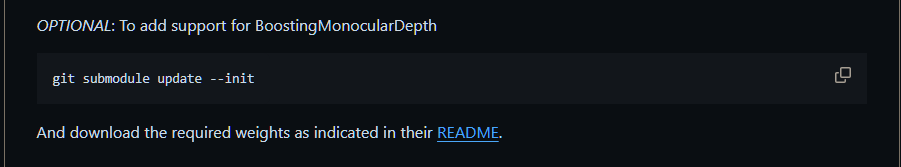 OPTIONAL: To add support for BoostingMonocularDepth
git submodule update --init
And download the required weights as indicated in their README.